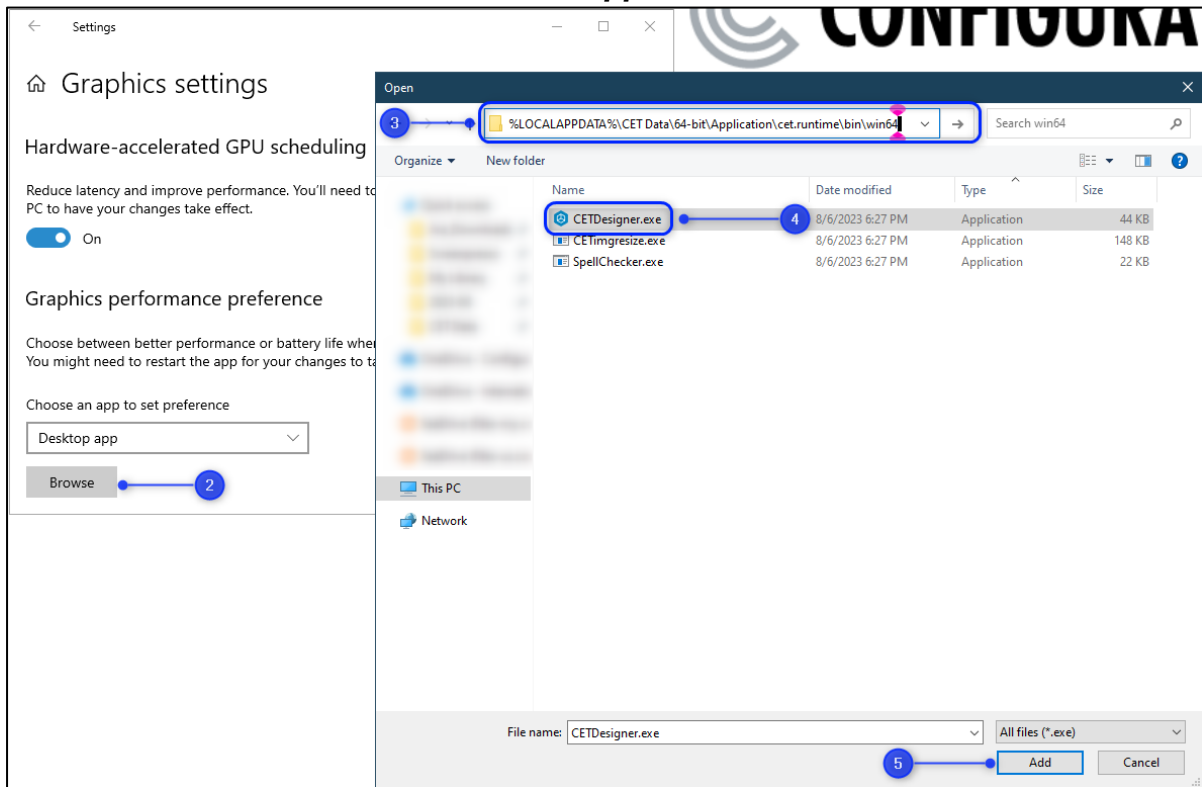 CONFIGURA
Settings
Graphics settings
Hardware-accelerated GPU scheduling
Reduce latency and improve performance. You'll need to
PC to have your changes take effect.
On
Graphics performance preference
Choose between better performance or battery life when
You might need to restart the app for your changes to ta
Choose an app to set preference
Desktop app
Browse
2
Open
3
%LOCALAPPDATA%\CET Data\64-bit\Application\cet.runtime\bin\win64
Search win64
Organize
New folder
Name Date modified Type Size
CETDesigner.exe 4 8/6/2023 6:27 PM Application 44 KB
CETimgresize.exe 8/6/2023 6:27 PM Application 148 KB
SpellChecker.exe 8/6/2023 6:27 PM Application 22 KB
This PC
Network
File name: CETDesigner.exe All files (*.exe)
5 Add Cancel